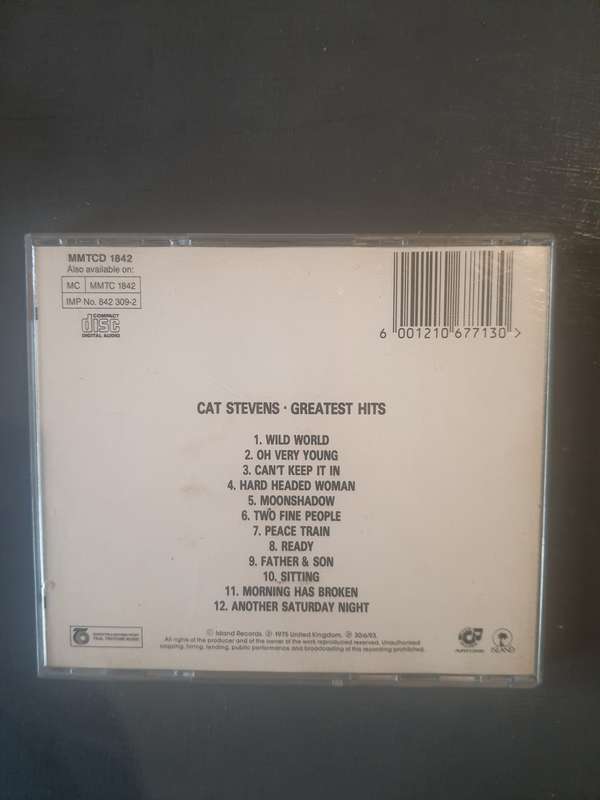 MMTCD 1842
Also available on:
MC MMTC 1842
IMP No. 842 309-2
COMPACT
disc
DIGITAL AUDIO
6 001210 677130 >
CAT STEVENS · GREATEST HITS
1. WILD WORLD
2. OH VERY YOUNG
3. CAN'T KEEP IT IN
4. HARD HEADED WOMAN
5. MOONSHADOW
6. TWO FINE PEOPLE
7. PEACE TRAIN
8. READY
9. FATHER & SON
10. SITTING
11. MORNING HAS BROKEN
12. ANOTHER SATURDAY NIGHT
© Island Records. ℗ 1975 United Kingdom. ℗ 30/6/93.
All rights of the producer and of the owner of the work reproduced reserved. Unauthorised
copying, hiring, lending, public performance and broadcasting of this recording prohibited.
ISLAND